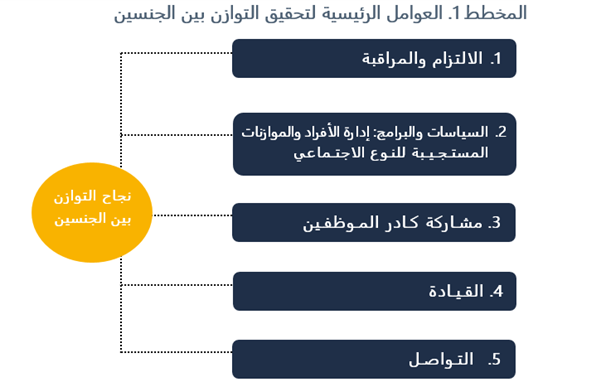 المخطط 1. العوامل الرئيسية لتحقيق التوازن بين الجنسين
1. الالتزام والمراقبة
2. السياسات والبرامج: إدارة الأفراد والموازنات
المستجيبة للنوع الاجتماعي
نجاح التوازن
بين الجنسين
3. مشاركة كادر الموظفين
4. القيادة
5. التواصل